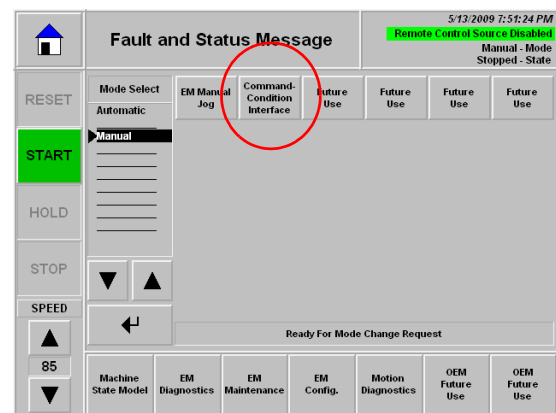 5/13/2009 7:51:24 PM
Fault and Status Message
Remote Control Source Disabled
Manual - Mode
Stopped - State
RESET
START
HOLD
STOP
SPEED
85
Mode Select
Automatic
Manual
EM Manual
Jog
Command-
Condition
Interface
Future
Use
Future
Use
Future
Use
Future
Use
Ready For Mode Change Request
Machine
State Model
EM
Diagnostics
EM
Maintenance
EM
Config.
Motion
Diagnostics
OEM
Future
Use
OEM
Future
Use